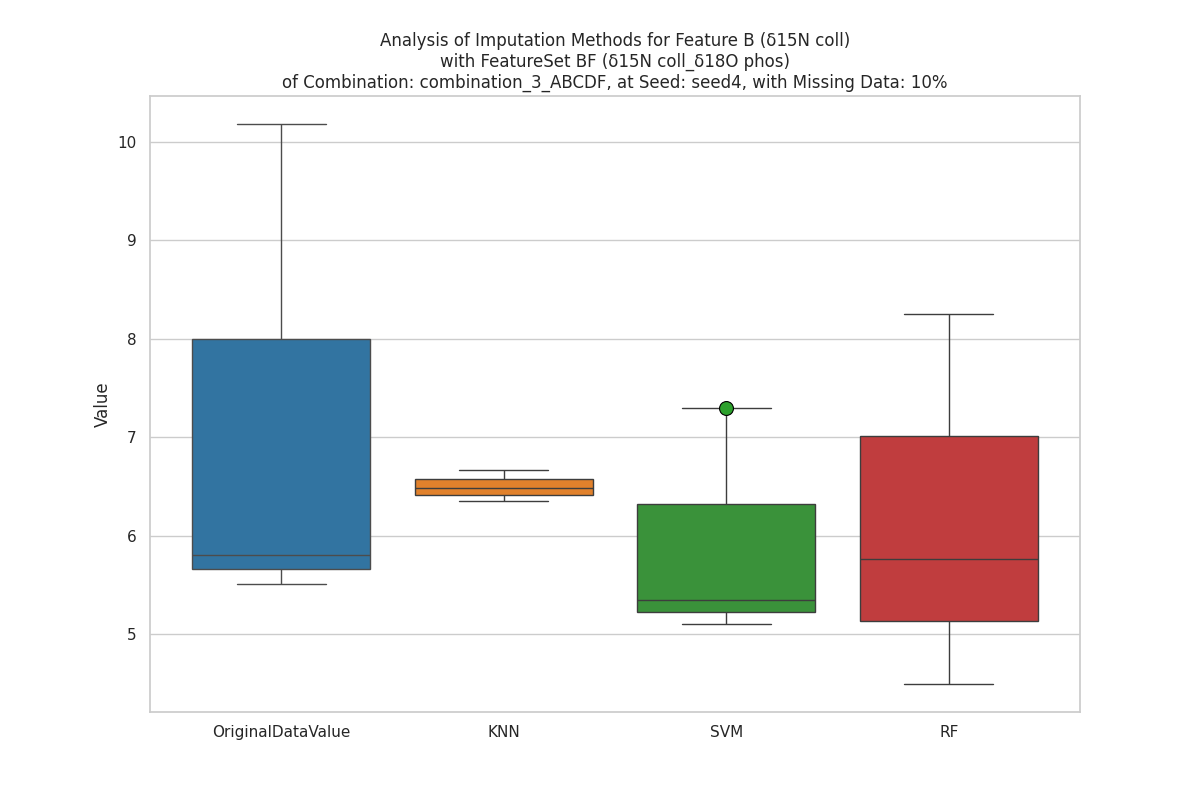 Analysis of Imputation Methods for Feature B (δ15N coll)
with FeatureSet BF (δ15N coll_δ18O phos)
of Combination: combination_3_ABCDF, at Seed: seed4, with Missing Data: 10%
10
9
8
7
6
5
Value
OriginalDataValue
KNN
SVM
RF